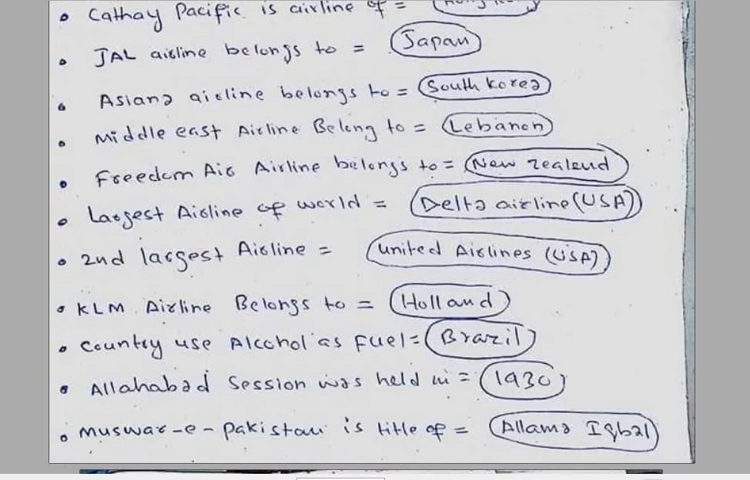 • Cathay Pacific is airline of = Hong Kong
• JAL airline belongs to = Japan
• Asiana airline belongs to = South Korea
• Middle east Airline Belong to = Lebanon
• Freedom Air Airline belongs to = New Zealand
• Largest Airline of world = Delta airline (USA)
• 2nd largest Airline = United Airlines (USA)
• KLM Airline Belongs to = Holland
• Country use Alcohol as Fuel = Brazil
• Allahabad Session was held in = 1930
• Muswar-e-pakistan is title of = Allama Iqbal